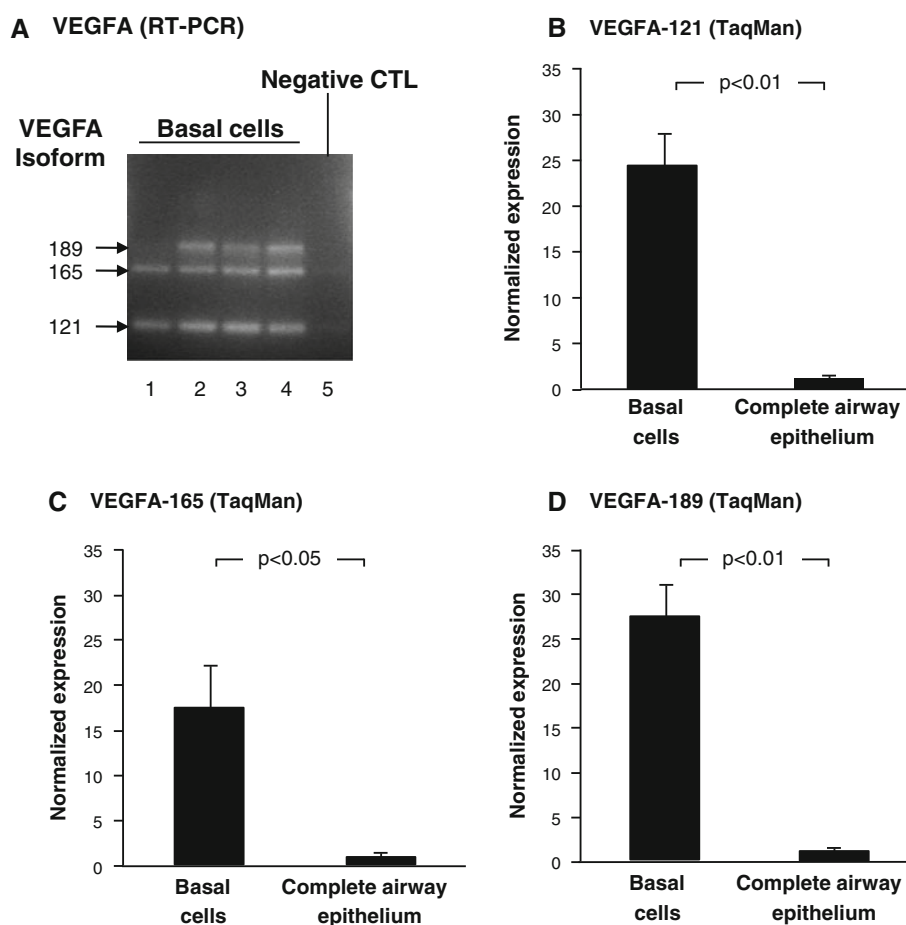 A VEGFA (RT-PCR)
Negative CTL
VEGFA
Isoform
Basal cells
189
165
121
1 2 3 4 5
B VEGFA-121 (TaqMan)
Normalized expression
35
30
25
20
15
10
5
0
p<0.01
Basal
cells
Complete airway
epithelium
C VEGFA-165 (TaqMan)
Normalized expression
35
30
25
20
15
10
5
0
p<0.05
Basal
cells
Complete airway
epithelium
D VEGFA-189 (TaqMan)
Normalized expression
35
30
25
20
15
10
5
0
p<0.01
Basal
cells
Complete airway
epithelium